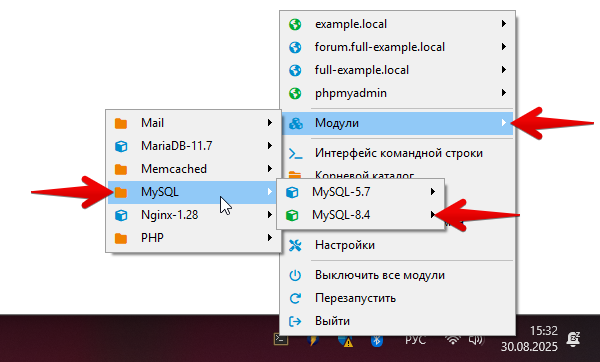 example.local
forum.full-example.local
full-example.local
phpmyadmin
Модули
Mail
MariaDB-11.7
Memcached
MySQL
Nginx-1.28
PHP
MySQL-5.7
MySQL-8.4
Интерфейс командной строки
Корневой каталог
Настройки
Выключить все модули
Перезапустить
Выйти
РУС
15:32
30.08.2025